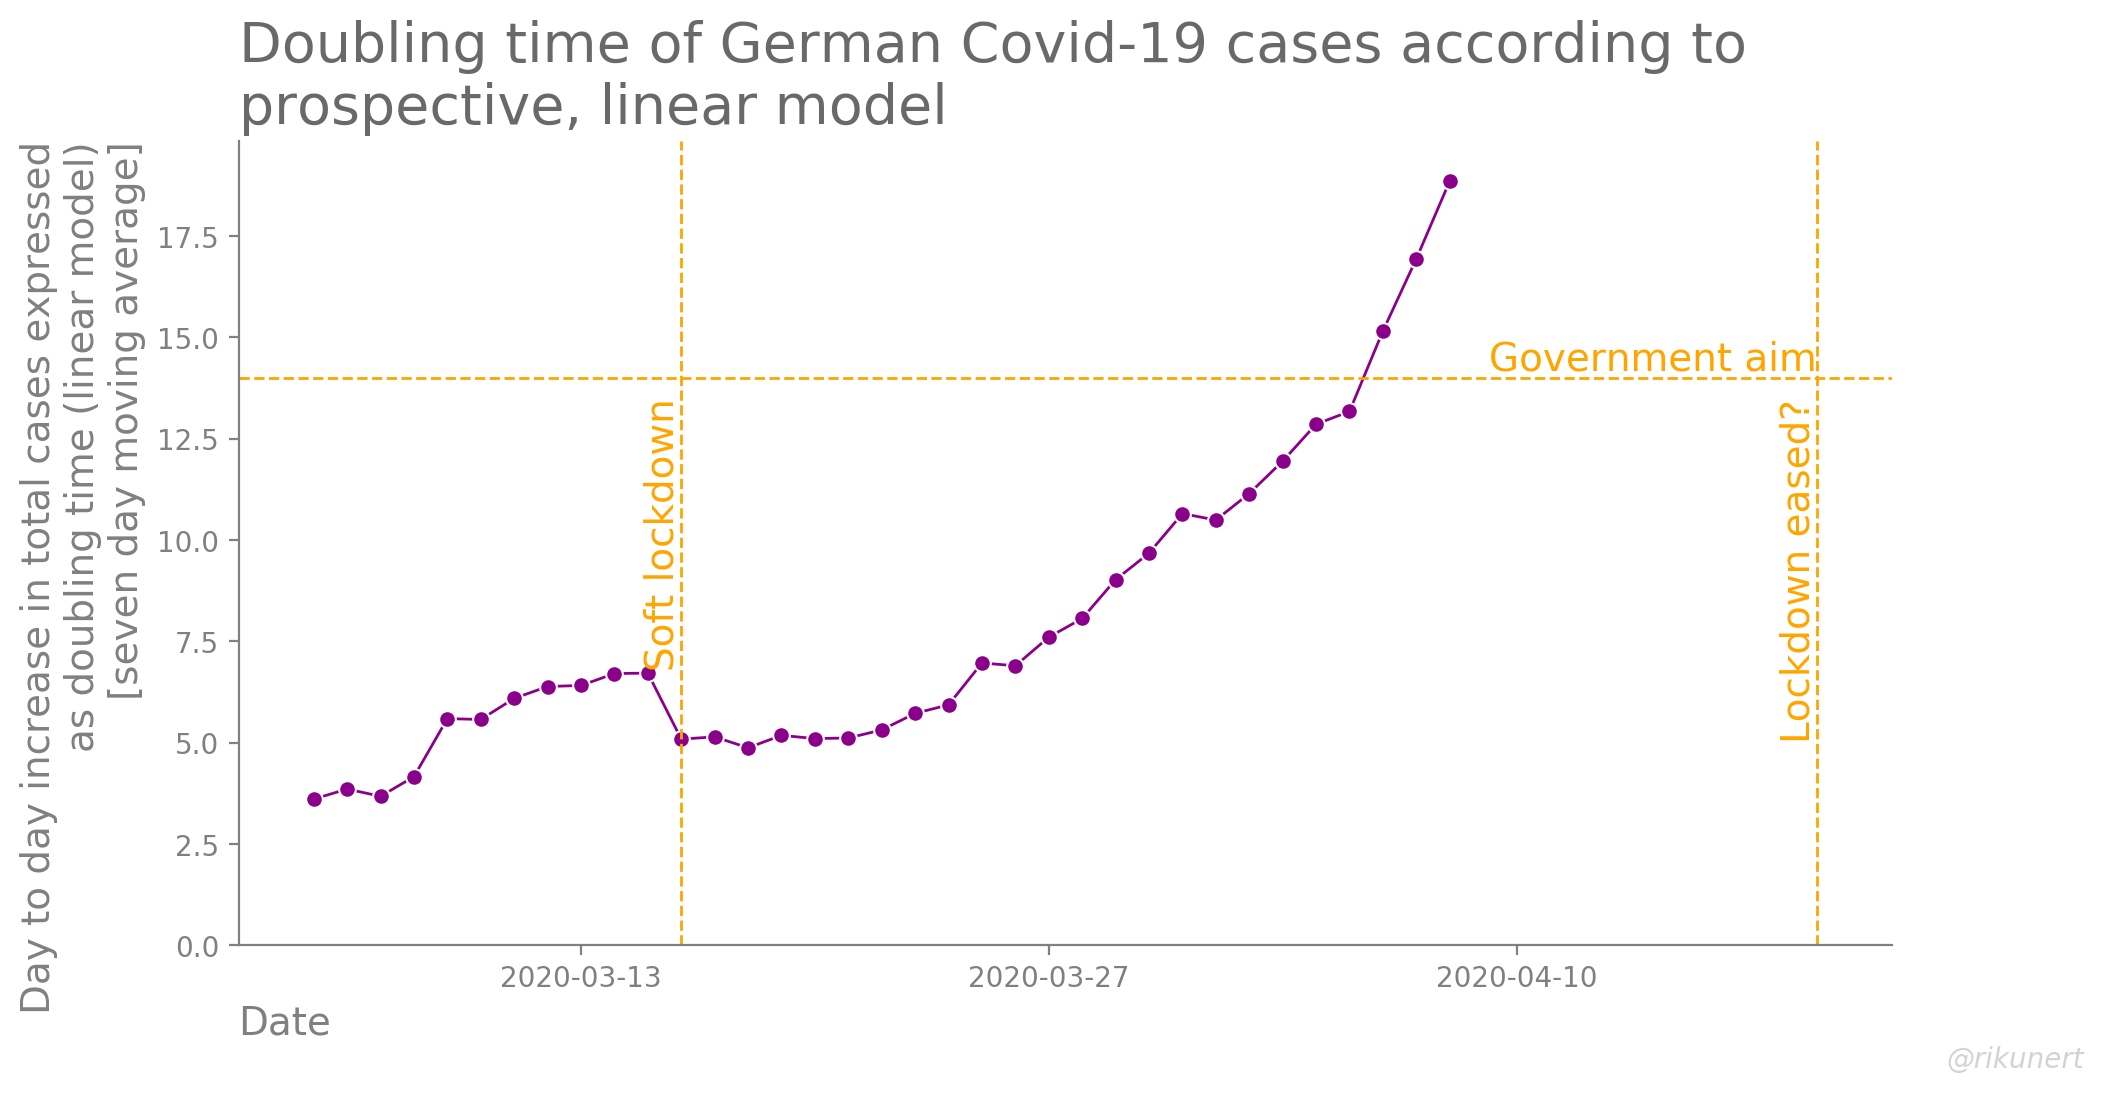 Doubling time of German Covid-19 cases according to
prospective, linear model
Day to day increase in total cases expressed
as doubling time (linear model)
[seven day moving average]
17.5
15.0
12.5
10.0
7.5
5.0
2.5
0.0
Soft lockdown
Government aim
Lockdown eased?
2020-03-13
2020-03-27
2020-04-10
Date
@rikunert